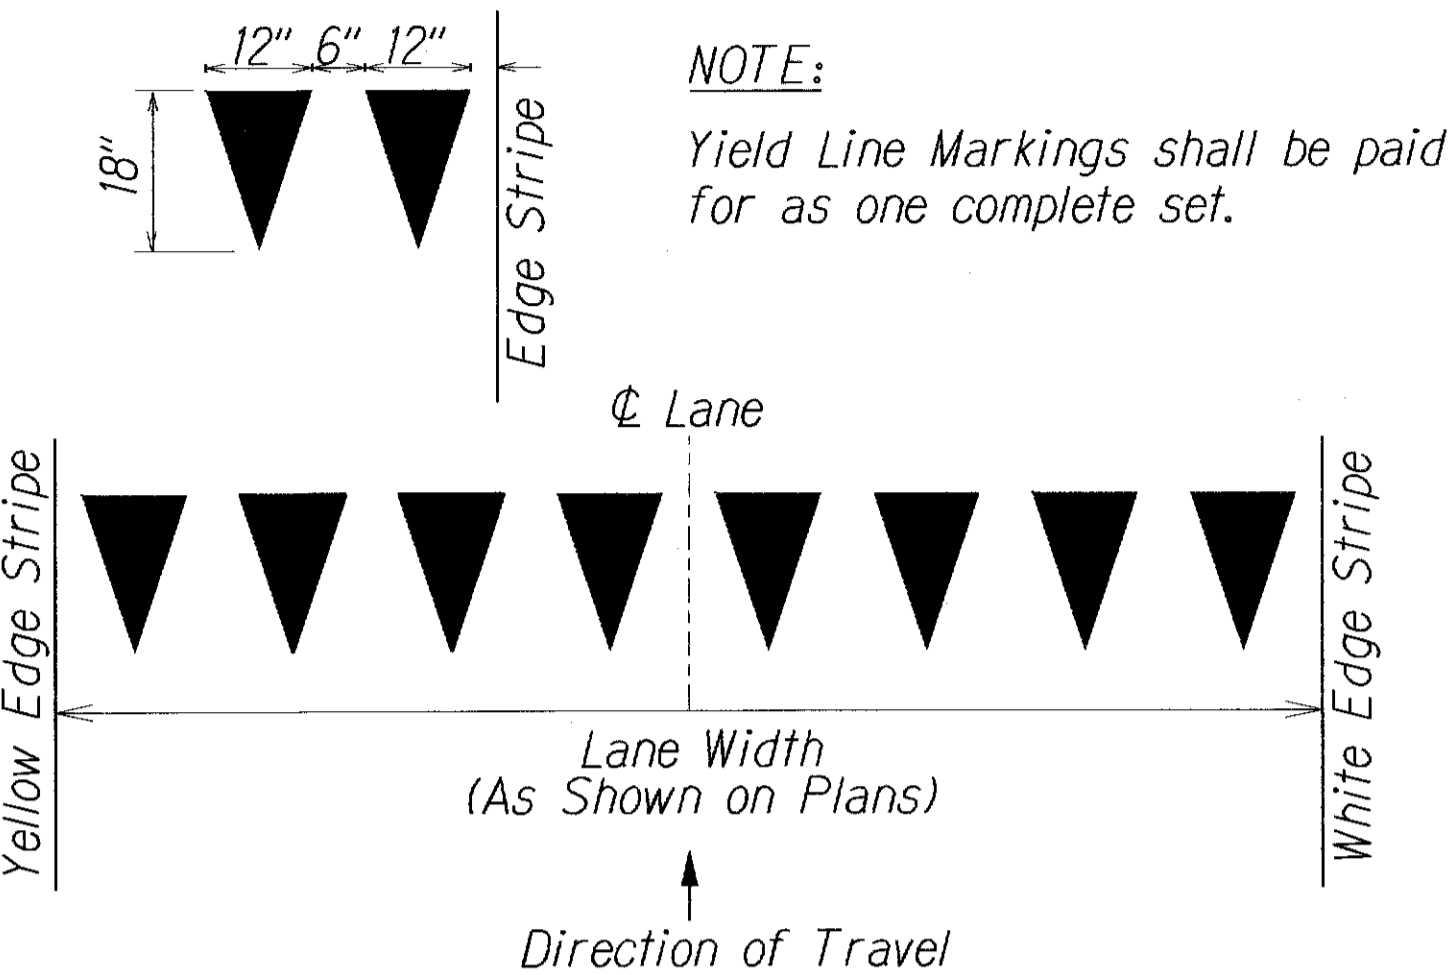 12" 6" 12"
18"
Edge Stripe
NOTE:
Yield Line Markings shall be paid
for as one complete set.
℄ Lane
Yellow Edge Stripe
White Edge Stripe
Lane Width
(As Shown on Plans)
Direction of Travel